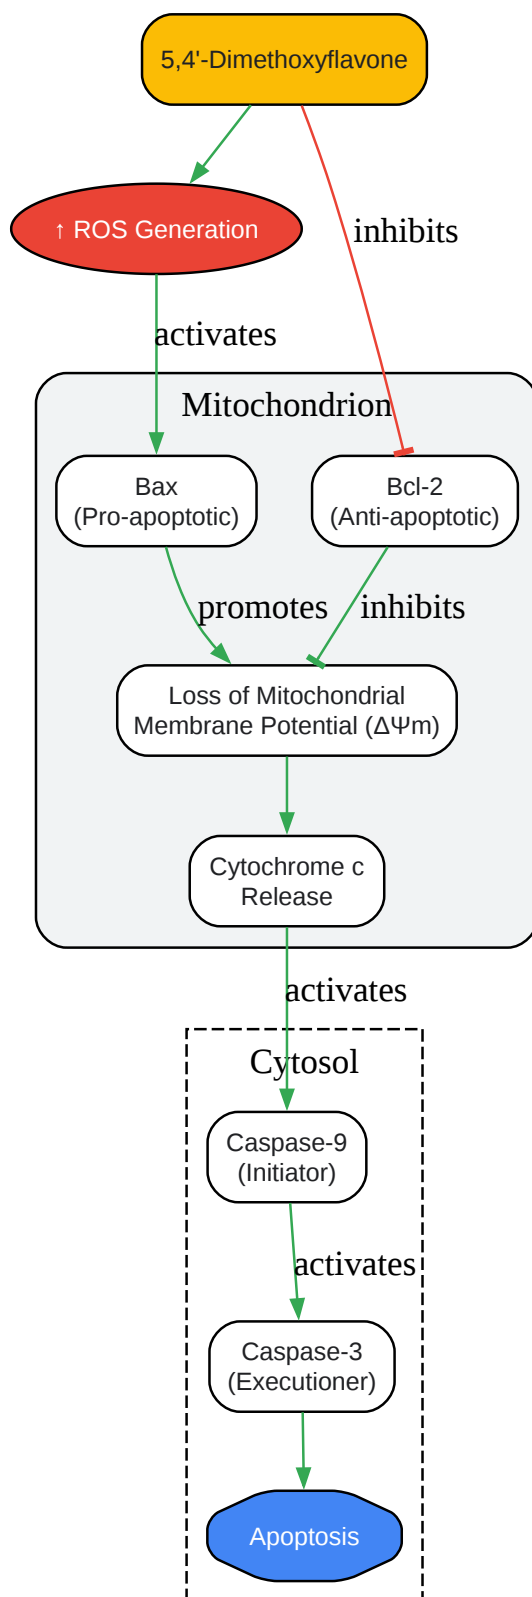 5,4'-Dimethoxyflavone
↑ ROS Generation
inhibits
activates
Mitochondrion
Bax
(Pro-apoptotic)
Bcl-2
(Anti-apoptotic)
promotes
inhibits
Loss of Mitochondrial
Membrane Potential (ΔΨm)
Cytochrome c
Release
activates
Cytosol
Caspase-9
(Initiator)
activates
Caspase-3
(Executioner)
Apoptosis